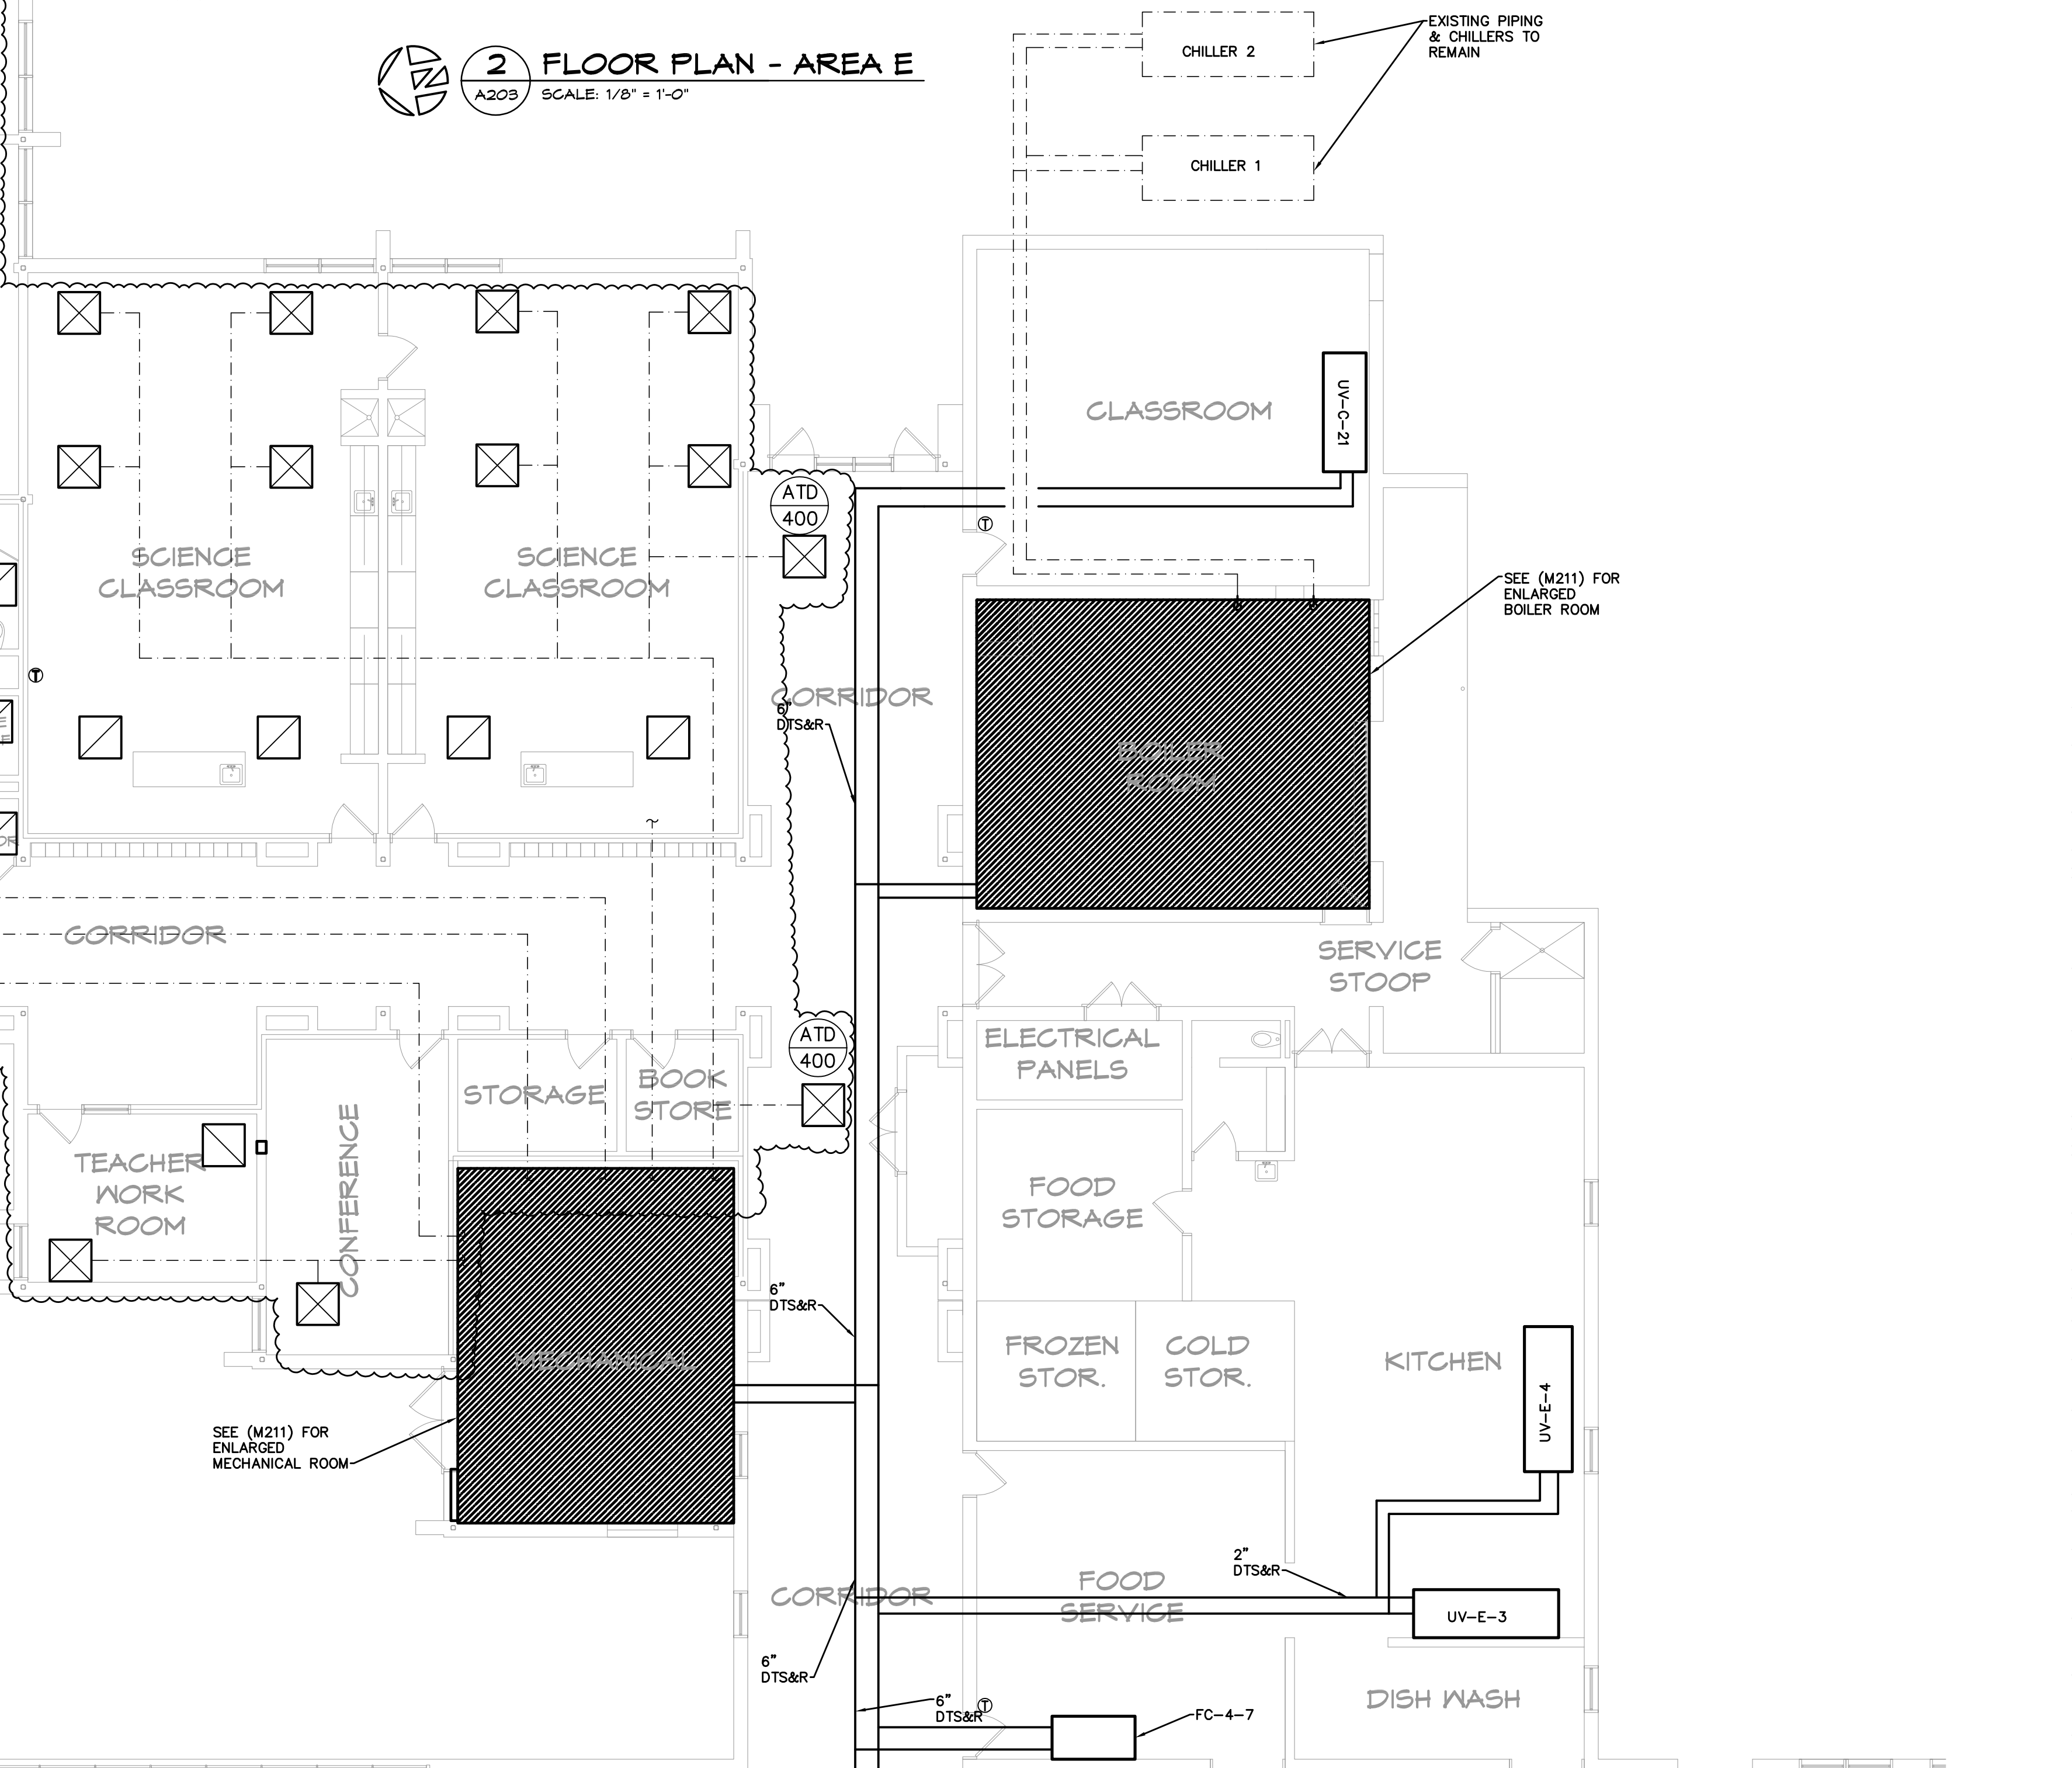 2
A203
FLOOR PLAN - AREA E
SCALE: 1/8" = 1'-0"
CHILLER 2
EXISTING PIPING
& CHILLERS TO
REMAIN
CHILLER 1
CLASSROOM
UV-C-21
ATD
400
T
SCIENCE
CLASSROOM
SCIENCE
CLASSROOM
SEE (M211) FOR
ENLARGED
BOILER ROOM
T
CORRIDOR
6"
DTS&R
BOILER
ROOM
CORRIDOR
SERVICE
STOOP
ATD
400
ELECTRICAL
PANELS
STORAGE
BOOK
STORE
TEACHER
WORK
ROOM
CONFERENCE
FOOD
STORAGE
6"
DTS&R
MECHANICAL
FROZEN
STOR.
COLD
STOR.
KITCHEN
UV-E-4
SEE (M211) FOR
ENLARGED
MECHANICAL ROOM
2"
DTS&R
CORRIDOR
FOOD
SERVICE
UV-E-3
6"
DTS&R
6"
DTS&R
T
FC-4-7
DISH WASH